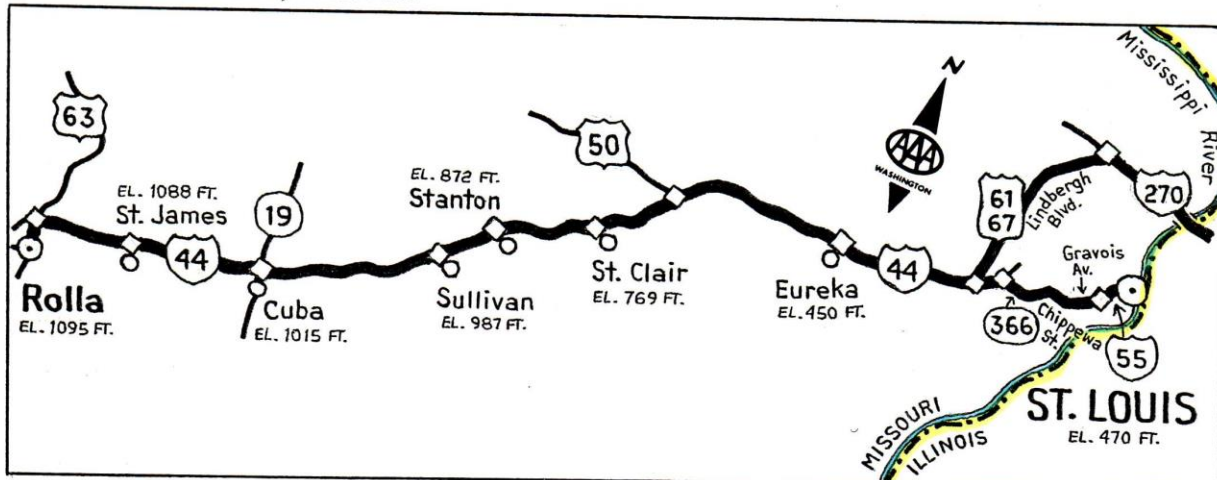 Mississippi
River
N
AAA
WASHINGTON
63
50
61
67
Lindbergh
Blvd.
270
EL. 1088 FT.
St. James
19
EL. 872 FT.
Stanton
44
44
Gravois
Av.
Rolla
EL. 1095 FT.
Cuba
EL. 1015 FT.
Sullivan
EL. 987 FT.
St. Clair
EL. 769 FT.
Eureka
EL. 450 FT.
366
Chippewa
St.
55
ST. LOUIS
EL. 470 FT.
MISSOURI
ILLINOIS